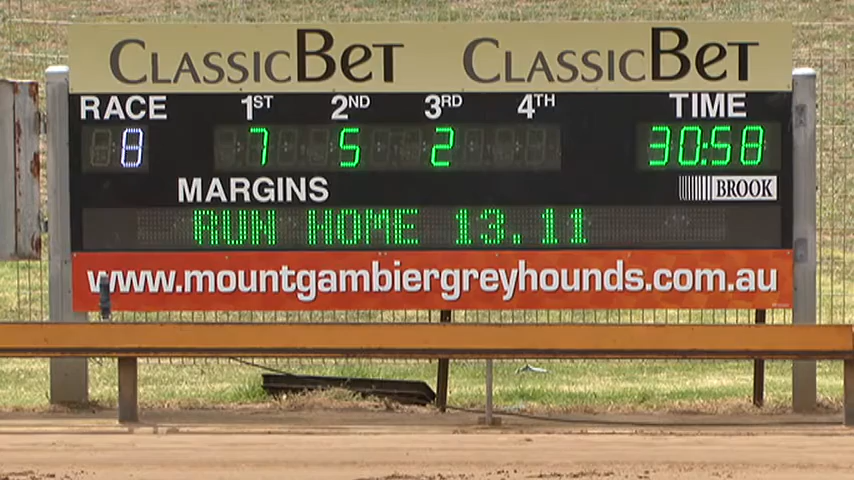 CLASSICBET CLASSICBET
RACE 1ST 2ND 3RD 4TH TIME
8 7 5 2 30:58
MARGINS BROOK
RUN HOME 13.11
www.mountgambiergreyhounds.com.au